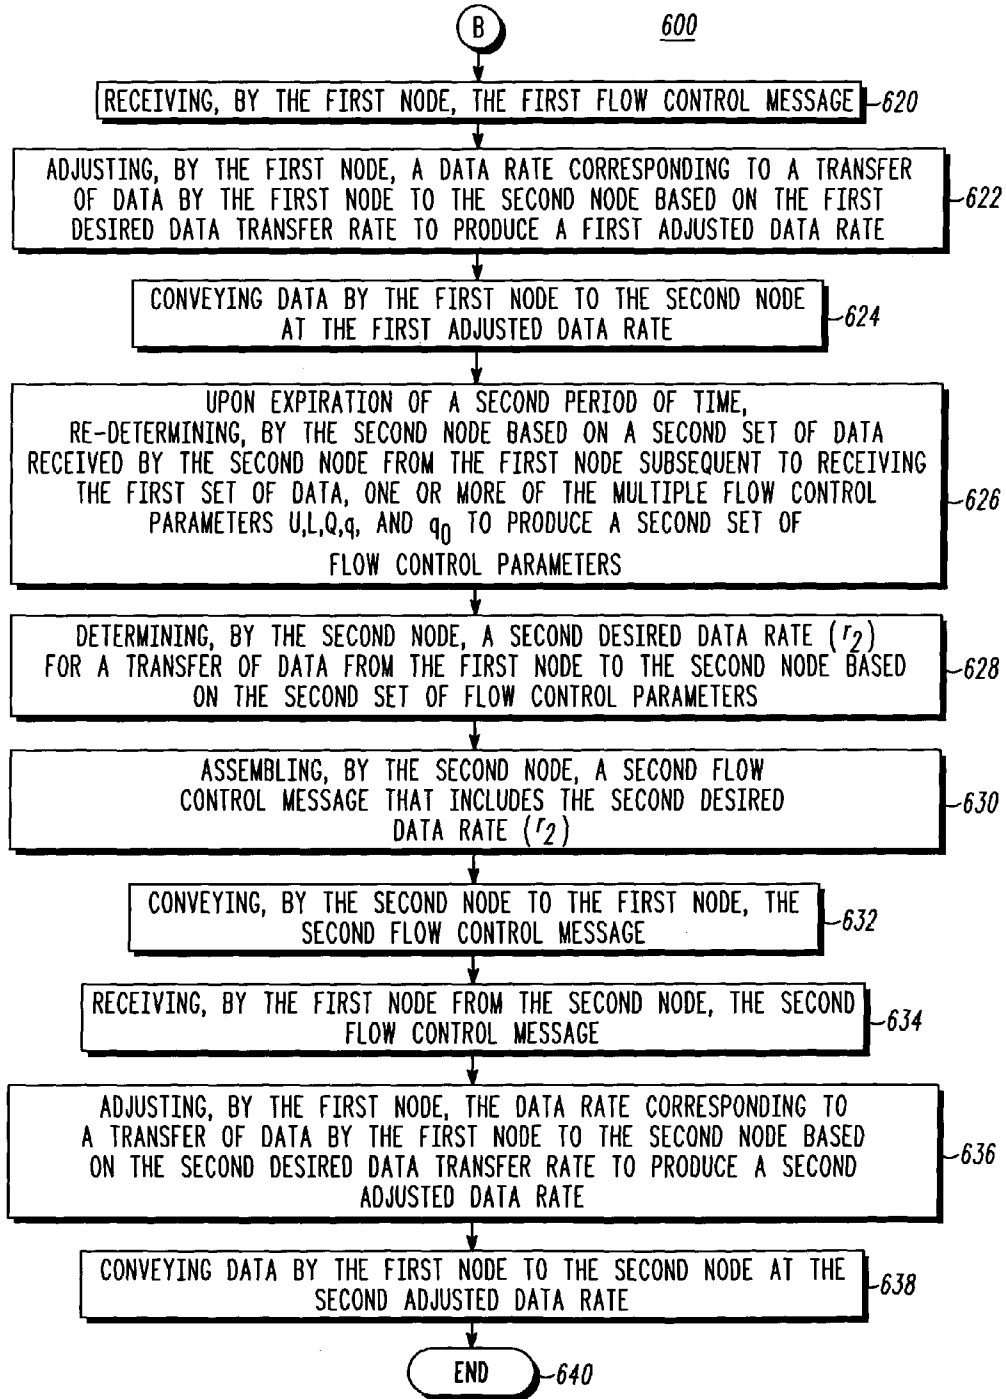 B
600
RECEIVING, BY THE FIRST NODE, THE FIRST FLOW CONTROL MESSAGE
620
ADJUSTING, BY THE FIRST NODE, A DATA RATE CORRESPONDING TO A TRANSFER
OF DATA BY THE FIRST NODE TO THE SECOND NODE BASED ON THE FIRST
DESIRED DATA TRANSFER RATE TO PRODUCE A FIRST ADJUSTED DATA RATE
622
CONVEYING DATA BY THE FIRST NODE TO THE SECOND NODE
AT THE FIRST ADJUSTED DATA RATE
624
UPON EXPIRATION OF A SECOND PERIOD OF TIME,
RE-DETERMINING, BY THE SECOND NODE BASED ON A SECOND SET OF DATA
RECEIVED BY THE SECOND NODE FROM THE FIRST NODE SUBSEQUENT TO RECEIVING
THE FIRST SET OF DATA, ONE OR MORE OF THE MULTIPLE FLOW CONTROL
PARAMETERS U,L,Q,q, AND q0 TO PRODUCE A SECOND SET OF
FLOW CONTROL PARAMETERS
626
DETERMINING, BY THE SECOND NODE, A SECOND DESIRED DATA RATE (r2)
FOR A TRANSFER OF DATA FROM THE FIRST NODE TO THE SECOND NODE BASED
ON THE SECOND SET OF FLOW CONTROL PARAMETERS
628
ASSEMBLING, BY THE SECOND NODE, A SECOND FLOW
CONTROL MESSAGE THAT INCLUDES THE SECOND DESIRED
DATA RATE (r2)
630
CONVEYING, BY THE SECOND NODE TO THE FIRST NODE, THE
SECOND FLOW CONTROL MESSAGE
632
RECEIVING, BY THE FIRST NODE FROM THE SECOND NODE, THE SECOND
FLOW CONTROL MESSAGE
634
ADJUSTING, BY THE FIRST NODE, THE DATA RATE CORRESPONDING TO
A TRANSFER OF DATA BY THE FIRST NODE TO THE SECOND NODE BASED
ON THE SECOND DESIRED DATA TRANSFER RATE TO PRODUCE A SECOND
ADJUSTED DATA RATE
636
CONVEYING DATA BY THE FIRST NODE TO THE SECOND NODE AT THE
SECOND ADJUSTED DATA RATE
638
END
640